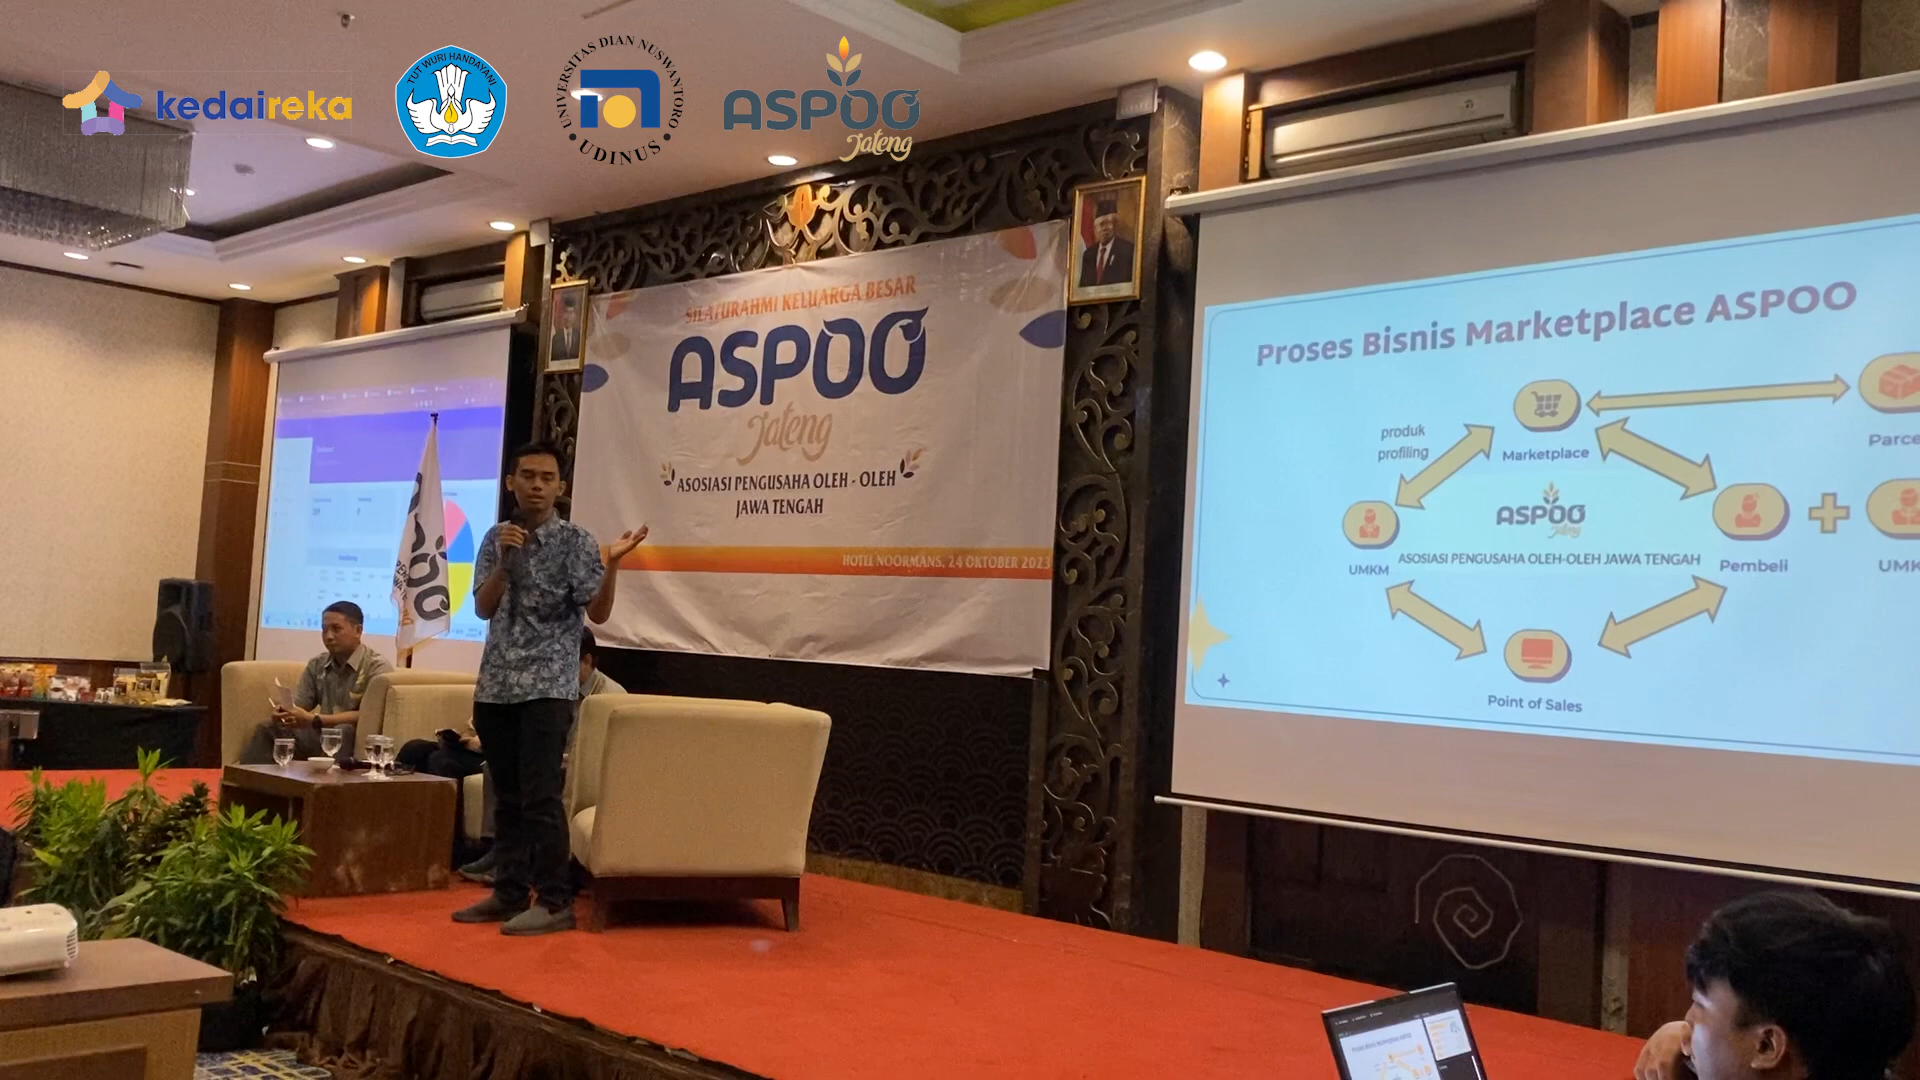 kedaireka
TUT WURI HANDAYANI
UNIVERSITAS DIAN NUSWANTORO
• UDINUS •
ASPOO
Jateng
SILATURAHMI KELUARGA BESAR
ASPOO
Jateng
ASOSIASI PENGUSAHA OLEH - OLEH
JAWA TENGAH
HOTEL NOORMANS, 24 OKTOBER 2023
Proses Bisnis Marketplace ASPOO
produk
profiling
Marketplace
Parce
ASPOO
Jateng
ASOSIASI PENGUSAHA OLEH-OLEH JAWA TENGAH
UMKM
Pembeli
UMK
Point of Sales